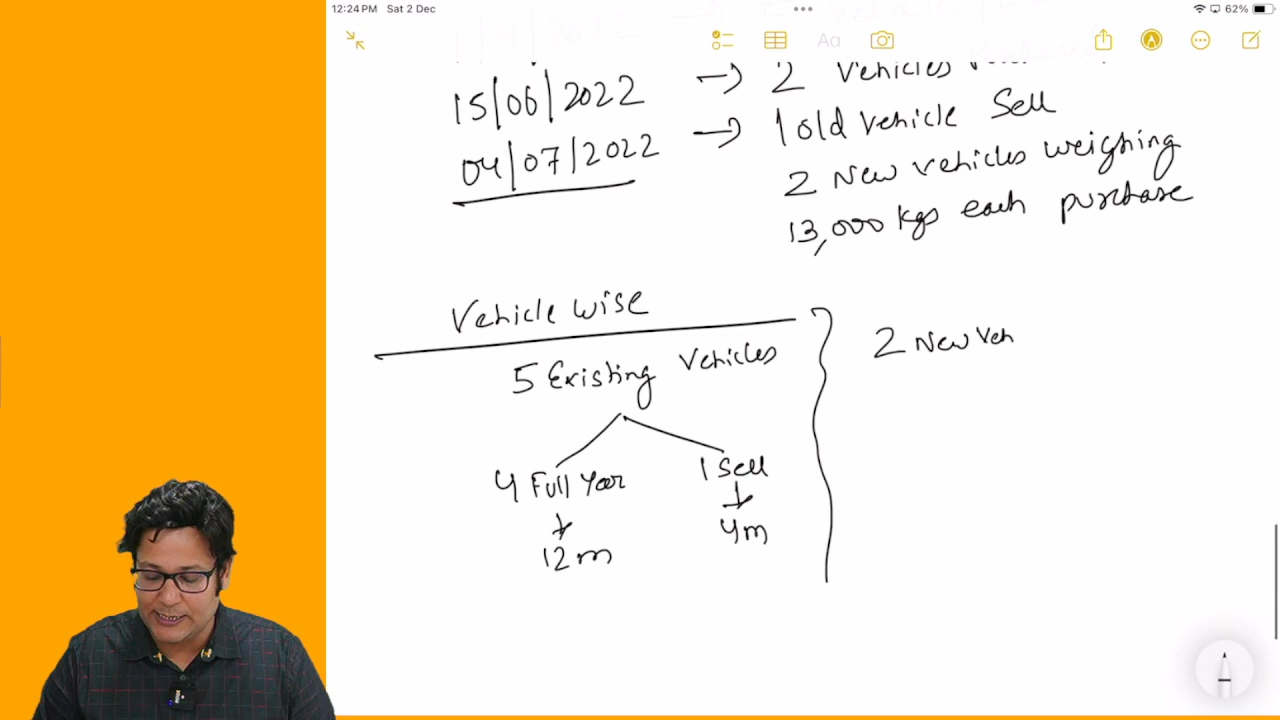 12:24 PM Sat 2 Dec
62%
Aa
15/06/2022 → 2 Vehicles
04/07/2022 → 1 old vehicle Sell
2 New vehicles weighing
13,000 kgs each purchase
Vehicle wise
5 Existing Vehicles
2 New Veh
4 Full Year
1 Sell
12 m
4m